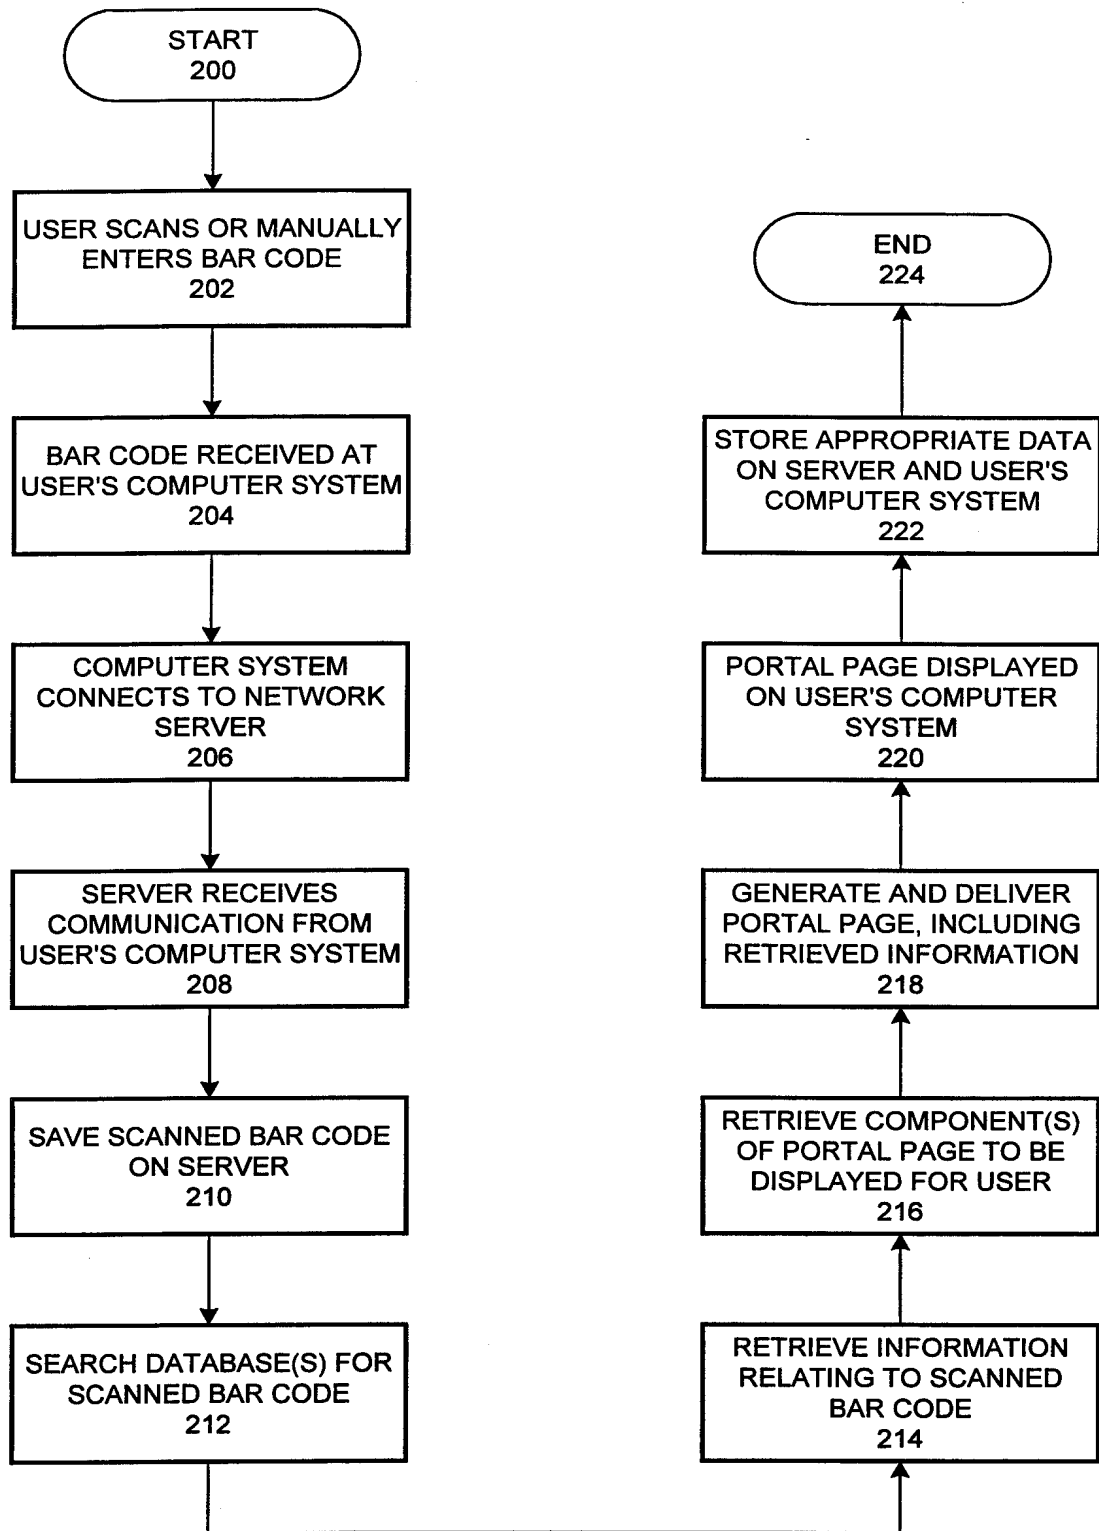 START
200
USER SCANS OR MANUALLY
ENTERS BAR CODE
202
BAR CODE RECEIVED AT
USER'S COMPUTER SYSTEM
204
COMPUTER SYSTEM
CONNECTS TO NETWORK
SERVER
206
SERVER RECEIVES
COMMUNICATION FROM
USER'S COMPUTER SYSTEM
208
SAVE SCANNED BAR CODE
ON SERVER
210
SEARCH DATABASE(S) FOR
SCANNED BAR CODE
212
RETRIEVE INFORMATION
RELATING TO SCANNED
BAR CODE
214
RETRIEVE COMPONENT(S)
OF PORTAL PAGE TO BE
DISPLAYED FOR USER
216
GENERATE AND DELIVER
PORTAL PAGE, INCLUDING
RETRIEVED INFORMATION
218
PORTAL PAGE DISPLAYED
ON USER'S COMPUTER
SYSTEM
220
STORE APPROPRIATE DATA
ON SERVER AND USER'S
COMPUTER SYSTEM
222
END
224